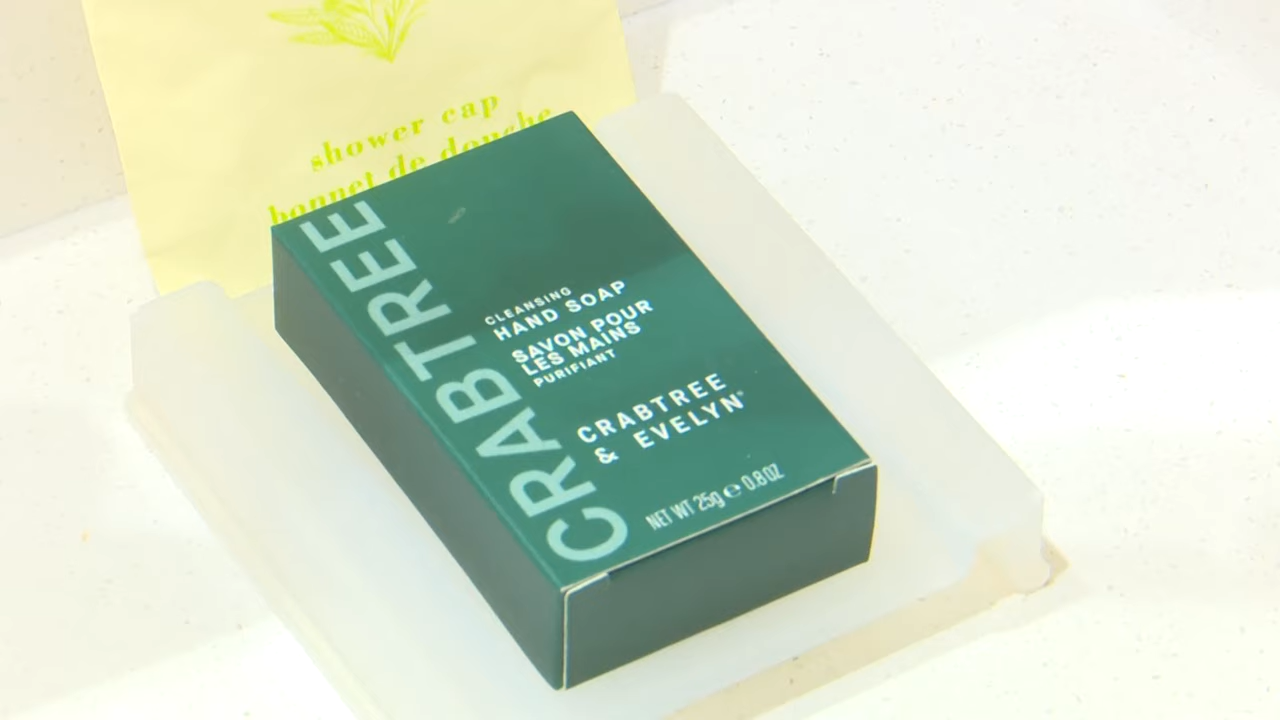 shower cap
bonnet de douche
CRABTREE
CLEANSING
HAND SOAP
SAVON POUR
LES MAINS
PURIFIANT
CRABTREE
& EVELYN®
NET WT 25g ℮ 0.8 OZ